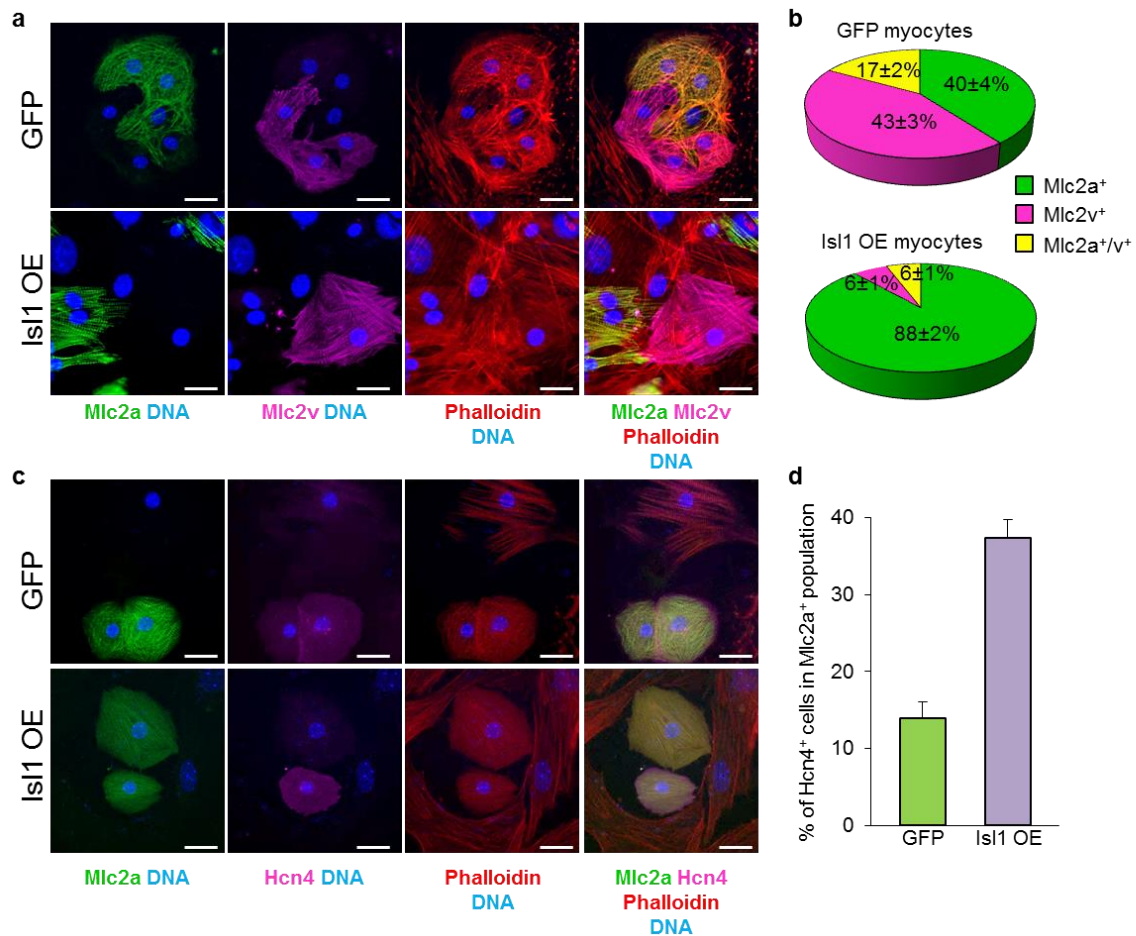 a
GFP
Isl1 OE
Mlc2a DNA
Mlc2v DNA
Phalloidin
DNA
Mlc2a Mlc2v
Phalloidin
DNA
b
GFP myocytes
17±2%
40±4%
43±3%
Mlc2a⁺
Mlc2v⁺
Mlc2a⁺/v⁺
Isl1 OE myocytes
6±1%
6±1%
88±2%
c
GFP
Isl1 OE
Mlc2a DNA
Hcn4 DNA
Phalloidin
DNA
Mlc2a Hcn4
Phalloidin
DNA
d
% of Hcn4⁺ cells in Mlc2a⁺ population
40
30
20
10
0
GFP
Isl1 OE